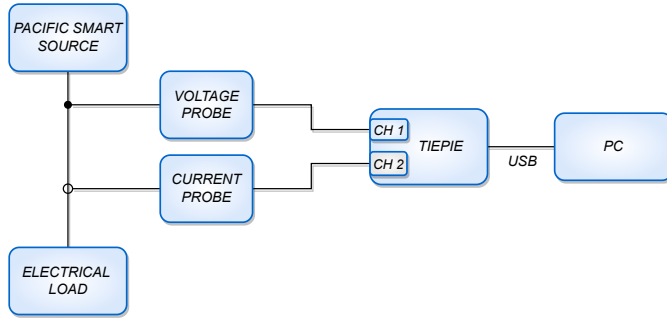 PACIFIC SMART
SOURCE
VOLTAGE
PROBE
CH 1
CH 2
TIEPIE
USB
PC
CURRENT
PROBE
ELECTRICAL
LOAD